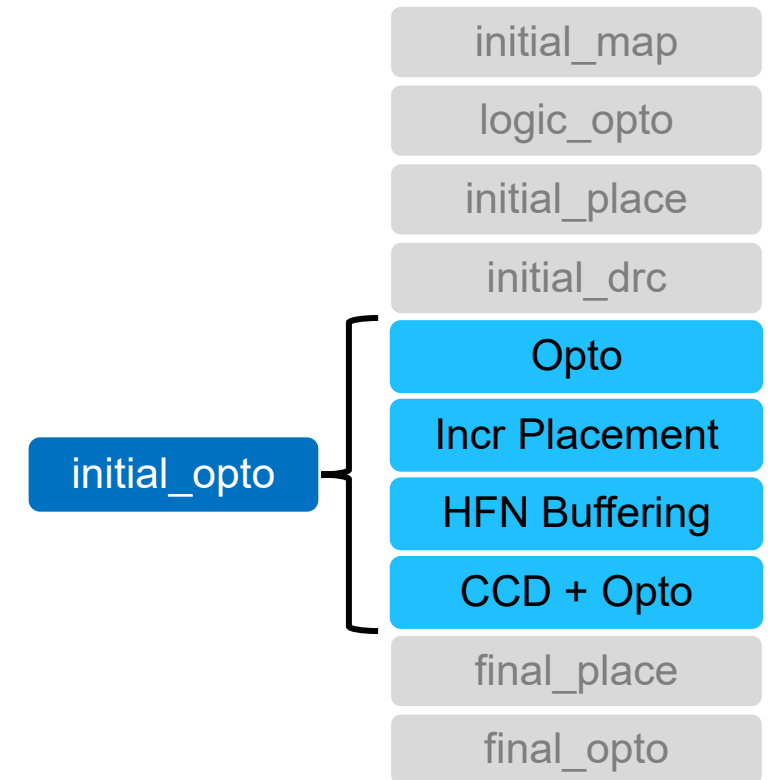 initial_map
logic_opto
initial_place
initial_drc
Opto
Incr Placement
initial_opto
HFN Buffering
CCD + Opto
final_place
final_opto